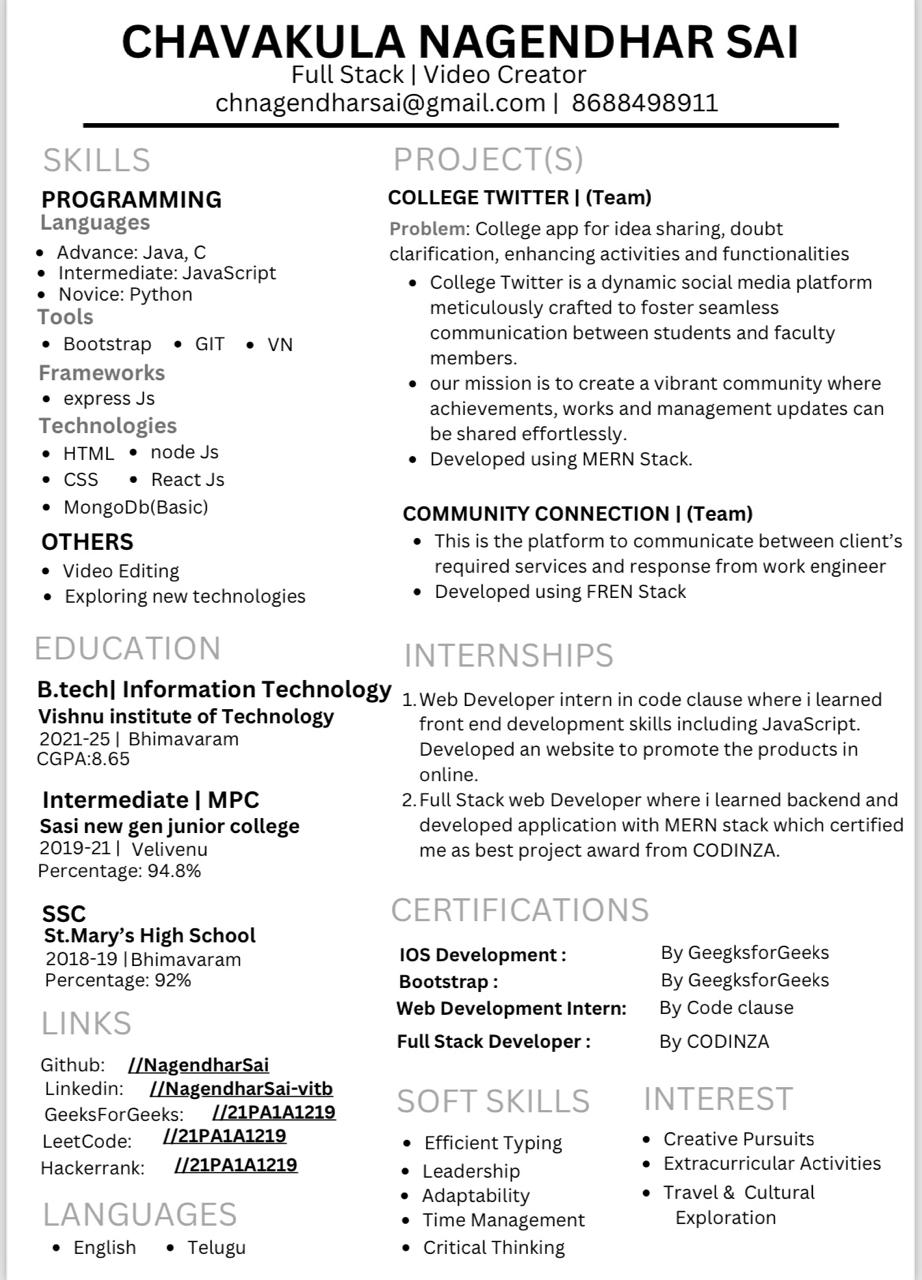 CHAVAKULA NAGENDHAR SAI
Full Stack | Video Creator
chnagendharsai@gmail.com | 8688498911
SKILLS
PROGRAMMING
Languages
• Advance: Java, C
• Intermediate: JavaScript
• Novice: Python
Tools
• Bootstrap • GIT • VN
Frameworks
• express Js
Technologies
• HTML • node Js
• CSS • React Js
• MongoDb(Basic)
OTHERS
• Video Editing
• Exploring new technologies
EDUCATION
B.tech| Information Technology
Vishnu institute of Technology
2021-25 | Bhimavaram
CGPA:8.65
Intermediate | MPC
Sasi new gen junior college
2019-21 | Velivenu
Percentage: 94.8%
SSC
St.Mary’s High School
2018-19 |Bhimavaram
Percentage: 92%
LINKS
Github: //NagendharSai
Linkedin: //NagendharSai-vitb
GeeksForGeeks: //21PA1A1219
LeetCode: //21PA1A1219
Hackerrank: //21PA1A1219
LANGUAGES
• English • Telugu
PROJECT(S)
COLLEGE TWITTER | (Team)
Problem: College app for idea sharing, doubt
clarification, enhancing activities and functionalities
• College Twitter is a dynamic social media platform
meticulously crafted to foster seamless
communication between students and faculty
members.
• our mission is to create a vibrant community where
achievements, works and management updates can
be shared effortlessly.
• Developed using MERN Stack.
COMMUNITY CONNECTION | (Team)
• This is the platform to communicate between client’s
required services and response from work engineer
• Developed using FREN Stack
INTERNSHIPS
1. Web Developer intern in code clause where i learned
front end development skills including JavaScript.
Developed an website to promote the products in
online.
2. Full Stack web Developer where i learned backend and
developed application with MERN stack which certified
me as best project award from CODINZA.
CERTIFICATIONS
IOS Development : By GeegksforGeeks
Bootstrap : By GeegksforGeeks
Web Development Intern: By Code clause
Full Stack Developer : By CODINZA
SOFT SKILLS
• Efficient Typing
• Leadership
• Adaptability
• Time Management
• Critical Thinking
INTEREST
• Creative Pursuits
• Extracurricular Activities
• Travel & Cultural
Exploration